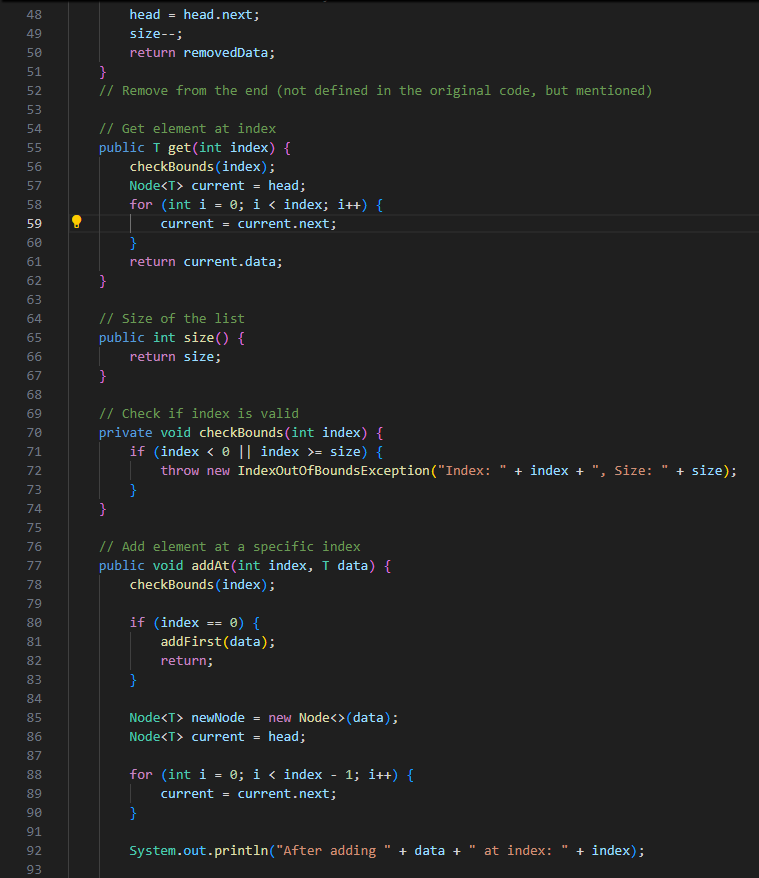 48 head = head.next;
49 size--;
50 return removedData;
51 }
52 // Remove from the end (not defined in the original code, but mentioned)
53
54 // Get element at index
55 public T get(int index) {
56 checkBounds(index);
57 Node<T> current = head;
58 for (int i = 0; i < index; i++) {
59 current = current.next;
60 }
61 return current.data;
62 }
63
64 // Size of the list
65 public int size() {
66 return size;
67 }
68
69 // Check if index is valid
70 private void checkBounds(int index) {
71 if (index < 0 || index >= size) {
72 throw new IndexOutOfBoundsException("Index: " + index + ", Size: " + size);
73 }
74 }
75
76 // Add element at a specific index
77 public void addAt(int index, T data) {
78 checkBounds(index);
79
80 if (index == 0) {
81 addFirst(data);
82 return;
83 }
84
85 Node<T> newNode = new Node<>(data);
86 Node<T> current = head;
87
88 for (int i = 0; i < index - 1; i++) {
89 current = current.next;
90 }
91
92 System.out.println("After adding " + data + " at index: " + index);
93